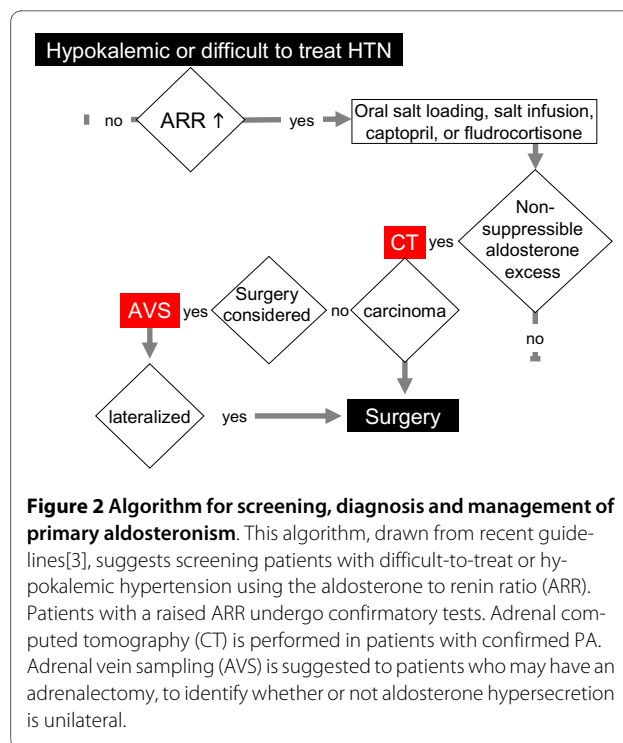 Hypokalemic or difficult to treat HTN
no
ARR ↑
yes
Oral salt loading, salt infusion,
captopril, or fludrocortisone
Non-
suppressible
aldosterone
excess
CT
yes
no
AVS
yes
Surgery
considered
no
carcinoma
lateralized
yes
Surgery
Figure 2 Algorithm for screening, diagnosis and management of
primary aldosteronism. This algorithm, drawn from recent guide-
lines[3], suggests screening patients with difficult-to-treat or hy-
pokalemic hypertension using the aldosterone to renin ratio (ARR).
Patients with a raised ARR undergo confirmatory tests. Adrenal com-
puted tomography (CT) is performed in patients with confirmed PA.
Adrenal vein sampling (AVS) is suggested to patients who may have an
adrenalectomy, to identify whether or not aldosterone hypersecretion
is unilateral.